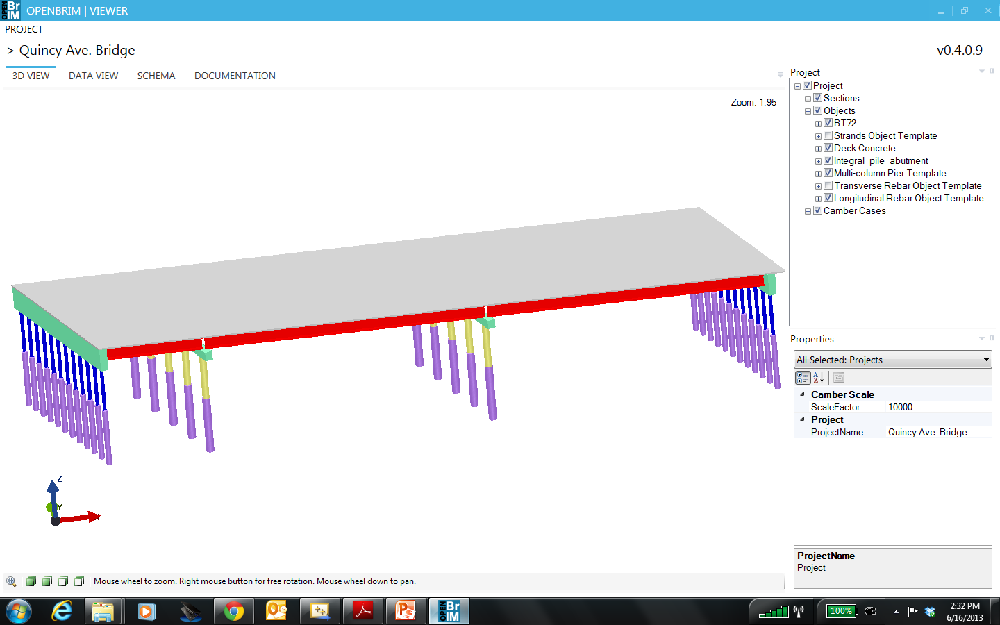 OPEN BrIM OPENBRIM | VIEWER
PROJECT
> Quincy Ave. Bridge
v0.4.0.9
3D VIEW DATA VIEW SCHEMA DOCUMENTATION
Zoom: 1.95
Z
Y
Mouse wheel to zoom. Right mouse button for free rotation. Mouse wheel down to pan.
Project
Project
Sections
Objects
BT72
Strands Object Template
Deck.Concrete
Integral_pile_abutment
Multi-column Pier Template
Transverse Rebar Object Template
Longitudinal Rebar Object Template
Camber Cases
Properties
All Selected: Projects
A
Z
Camber Scale
ScaleFactor 10000
Project
ProjectName Quincy Ave. Bridge
ProjectName
Project
OPEN BrIM
100%
2:32 PM
6/16/2013